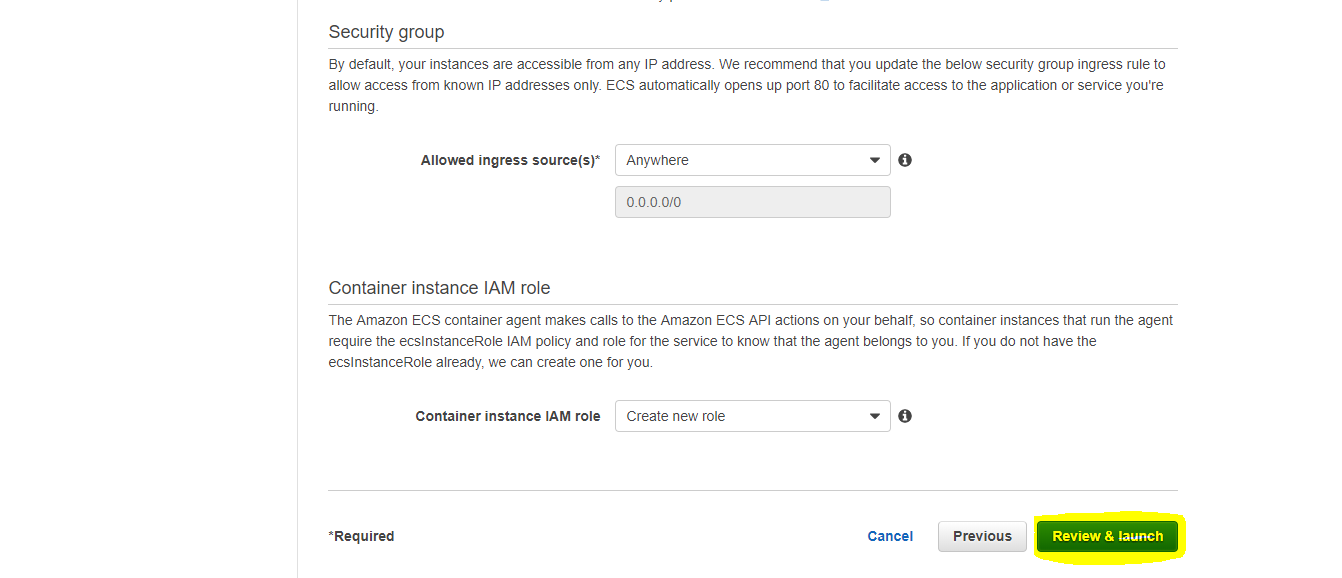 Security group
By default, your instances are accessible from any IP address. We recommend that you update the below security group ingress rule to
allow access from known IP addresses only. ECS automatically opens up port 80 to facilitate access to the application or service you're
running.
Allowed ingress source(s)* Anywhere
0.0.0.0/0
Container instance IAM role
The Amazon ECS container agent makes calls to the Amazon ECS API actions on your behalf, so container instances that run the agent
require the ecsInstanceRole IAM policy and role for the service to know that the agent belongs to you. If you do not have the
ecsInstanceRole already, we can create one for you.
Container instance IAM role Create new role
*Required Cancel Previous Review & launch